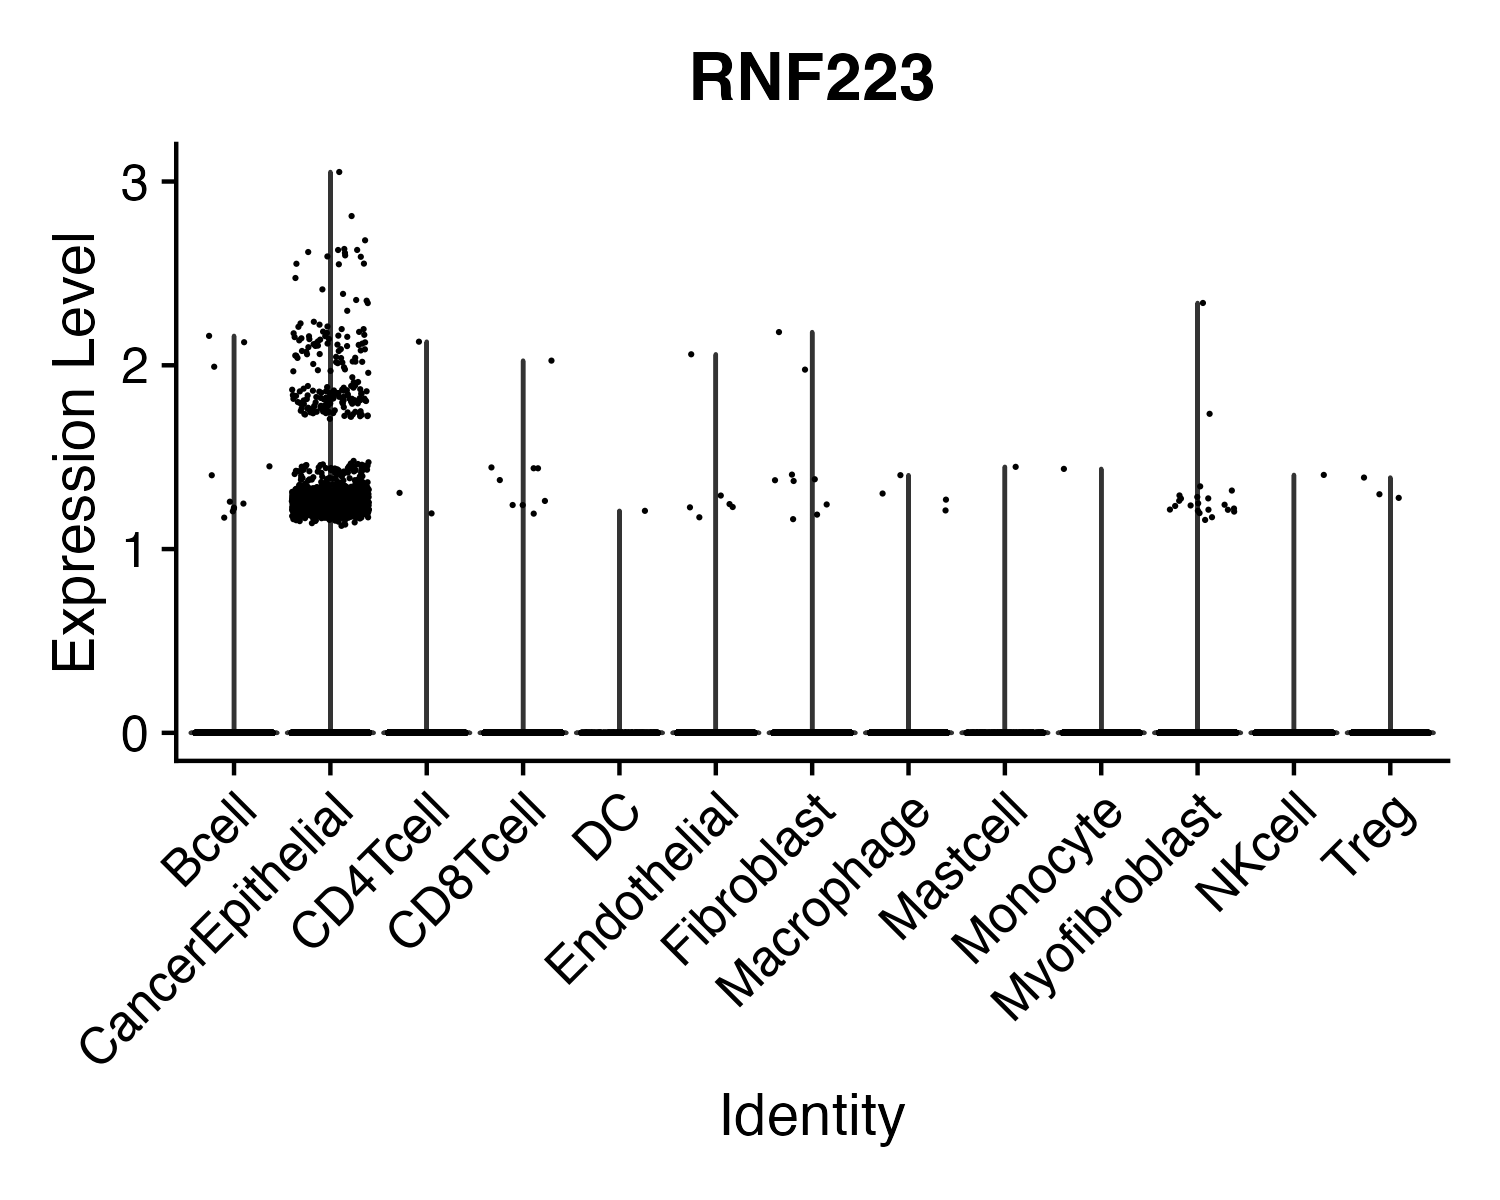 RNF223
Expression Level
3
2
1
0
Bcell
CancerEpithelial
CD4Tcell
CD8Tcell
DC
Endothelial
Fibroblast
Macrophage
Mastcell
Monocyte
Myofibroblast
NKcell
Treg
Identity